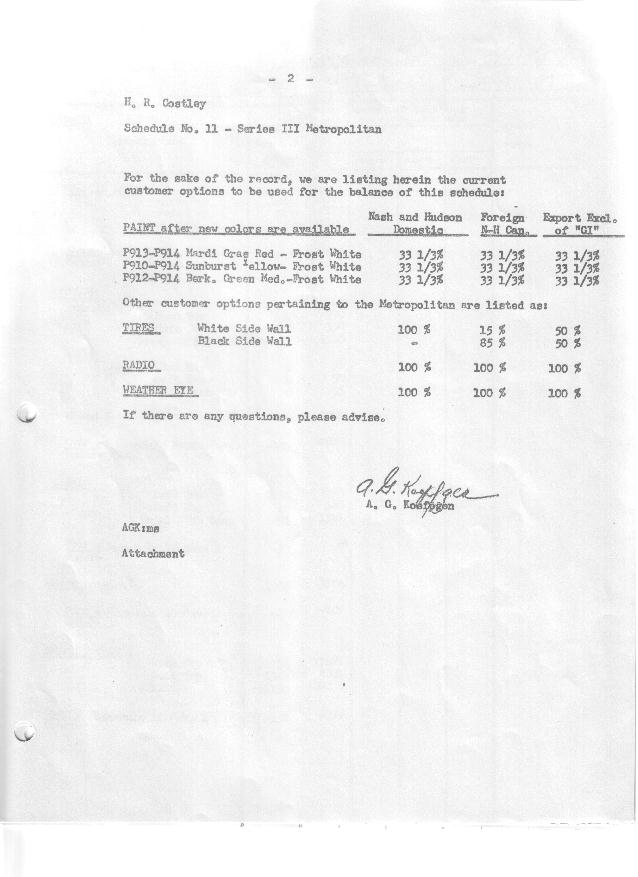 - 2 -
H. R. Costley
Schedule No. 11 - Series III Metropolitan
For the sake of the record, we are listing herein the current
customer options to be used for the balance of this schedule:
Nash and Hudson Foreign Export Excl.
PAINT after new colors are available Domestic N-H Can. of "GI"
P913-P914 Mardi Gras Red - Frost White 33 1/3% 33 1/3% 33 1/3%
P910-P914 Sunburst Yellow- Frost White 33 1/3% 33 1/3% 33 1/3%
P912-P914 Berk. Green Med.-Frost White 33 1/3% 33 1/3% 33 1/3%
Other customer options pertaining to the Metropolitan are listed as:
TIRES White Side Wall 100 % 15 % 50 %
Black Side Wall - 85 % 50 %
RADIO 100 % 100 % 100 %
WEATHER EYE 100 % 100 % 100 %
If there are any questions, please advise.
A. G.
A. G.
AGK:ms
Attachment